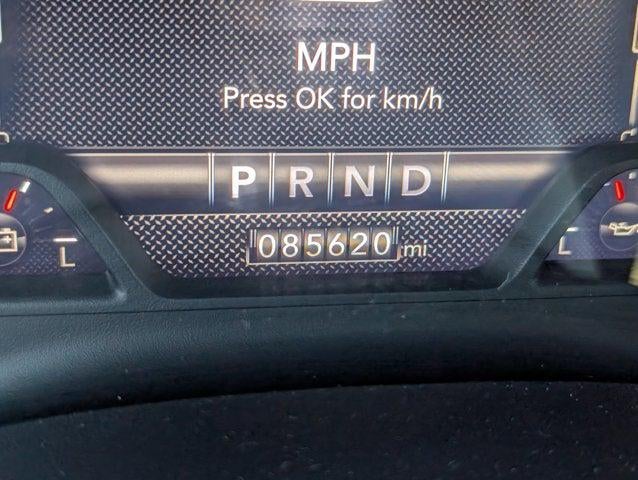 MPH
Press OK for km/h
P R N D
085620 mi
L
L